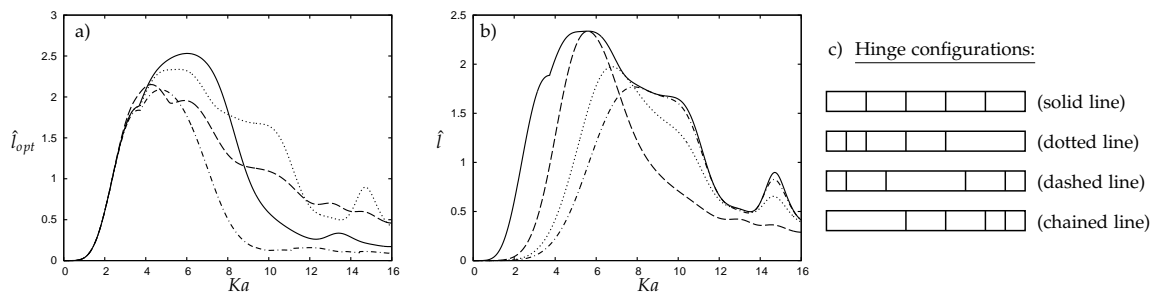 a)
3
2.5
2
1.5
1
0.5
0
l̂opt
0 2 4 6 8 10 12 14 16
Ka
b)
2.5
2
1.5
1
0.5
0
l̂
0 2 4 6 8 10 12 14 16
Ka
c) Hinge configurations:
(solid line)
(dotted line)
(dashed line)
(chained line)